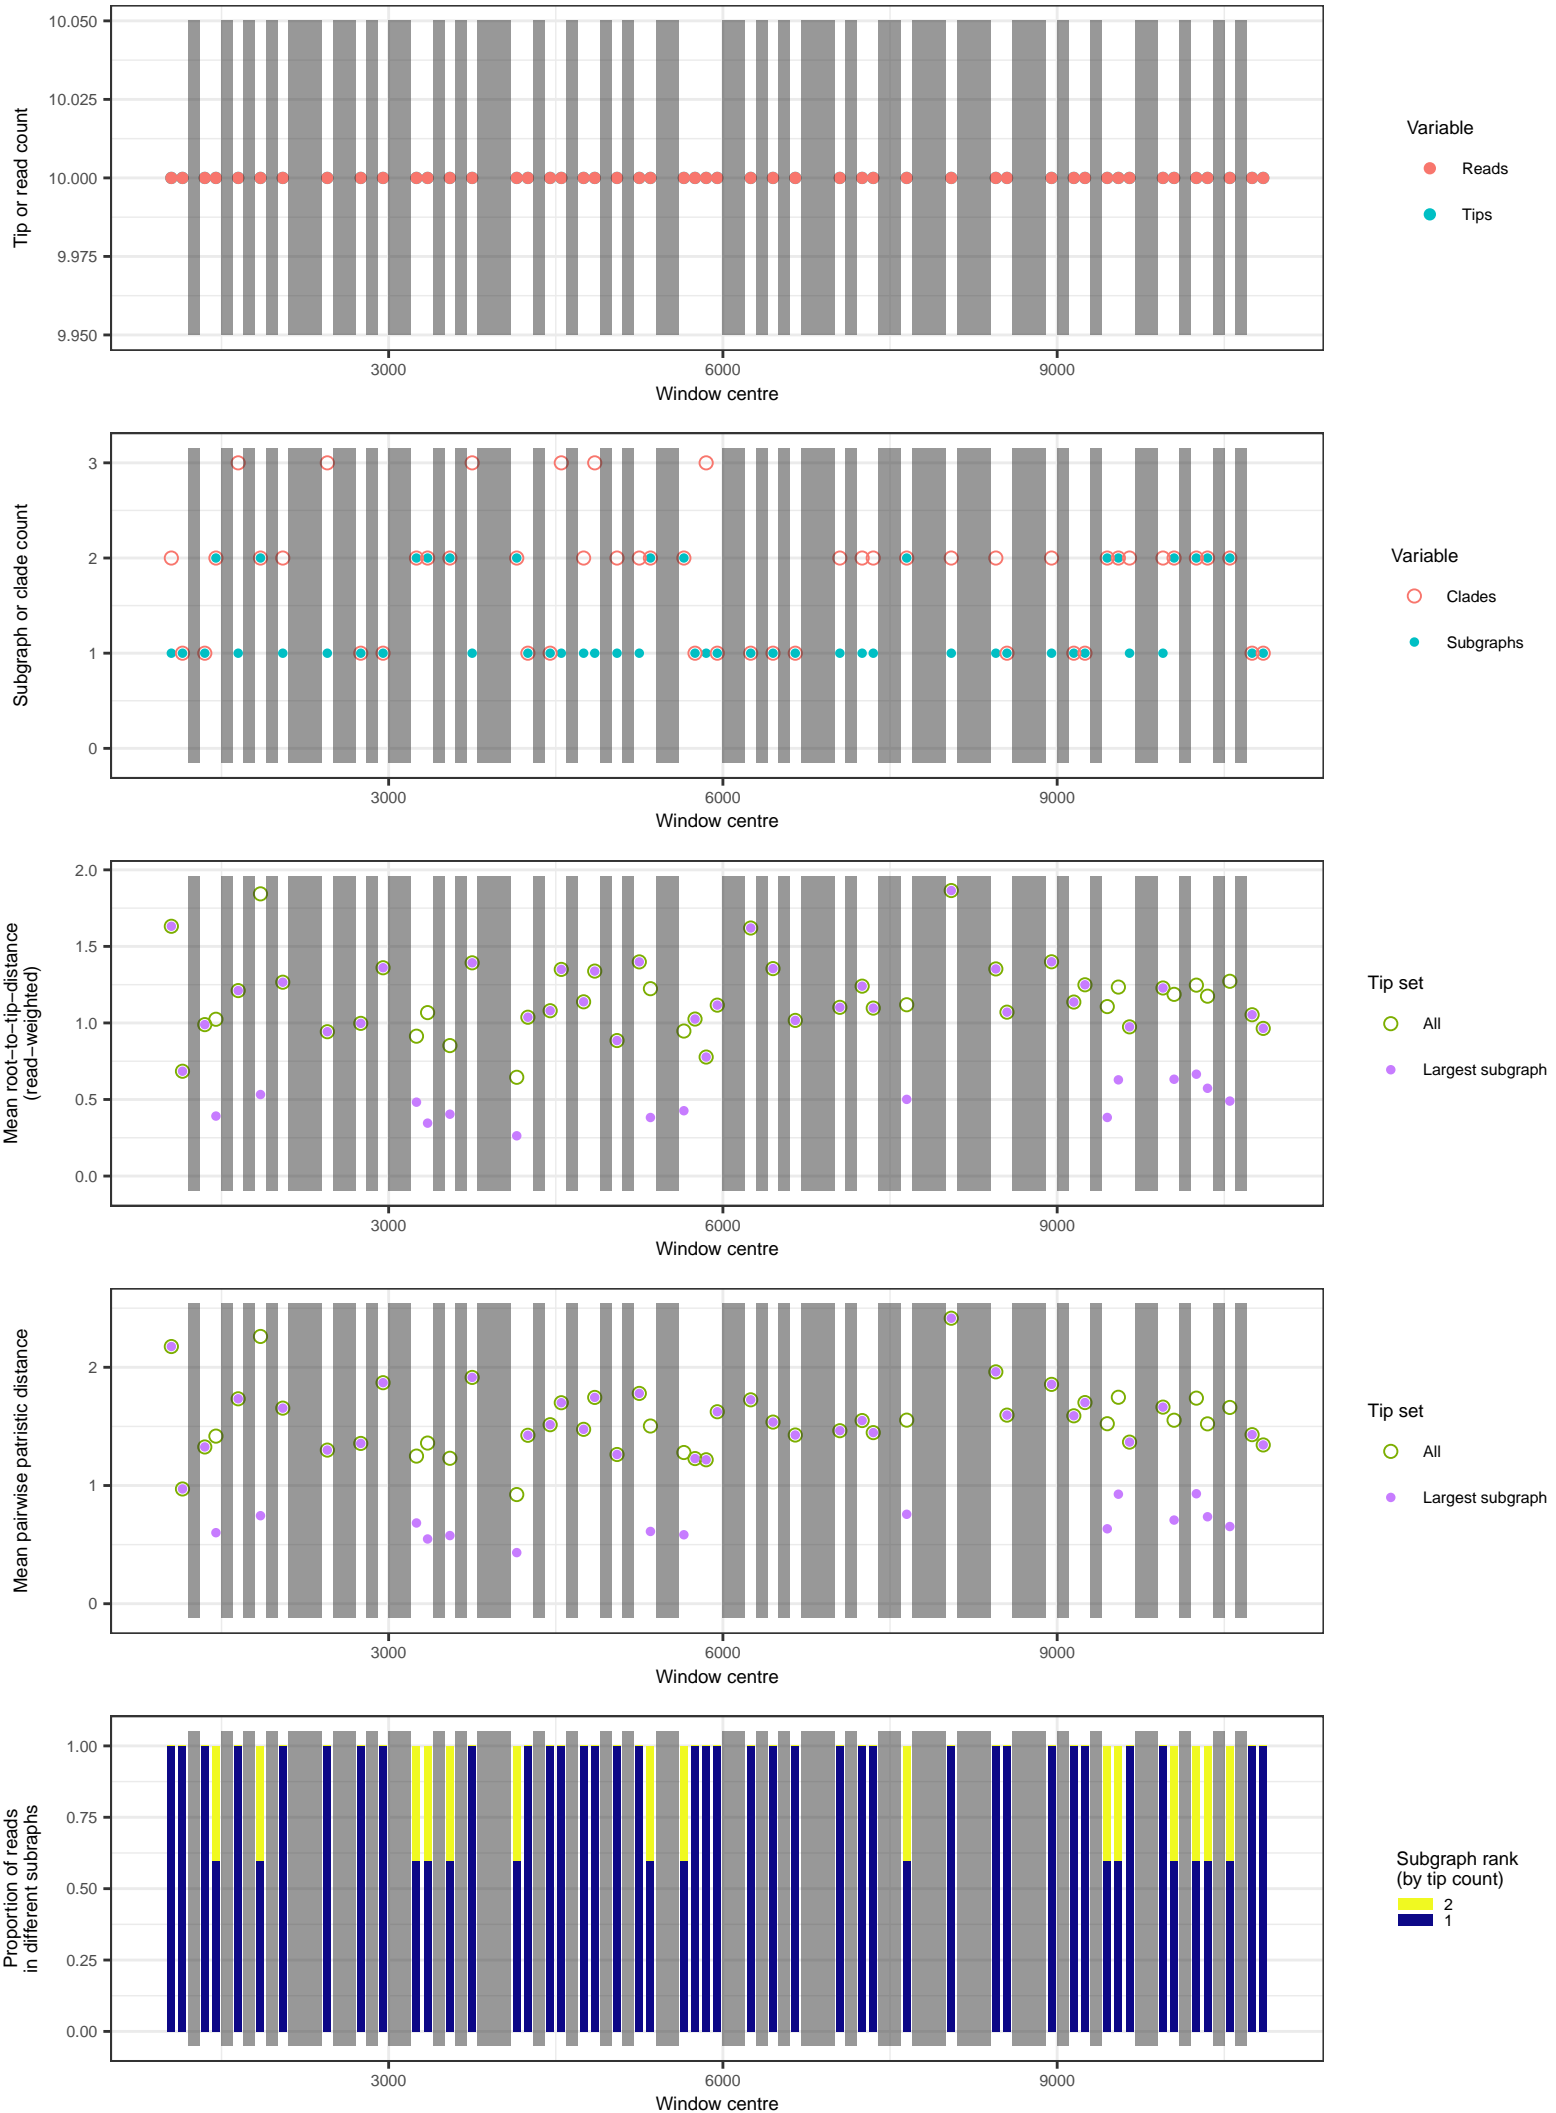 10.050
10.025
10.000
9.975
9.950
Tip or read count
3000
6000
9000
Window centre
Variable
Reads
Tips
3
2
1
0
Subgraph or clade count
3000
6000
9000
Window centre
Variable
Clades
Subgraphs
2.0
1.5
1.0
0.5
0.0
Mean root−to−tip−distance
(read−weighted)
3000
6000
9000
Window centre
Tip set
All
Largest subgraph
2
1
0
Mean pairwise patristic distance
3000
6000
9000
Window centre
Tip set
All
Largest subgraph
1.00
0.75
0.50
0.25
0.00
Proportion of reads
in different subraphs
3000
6000
9000
Window centre
Subgraph rank
(by tip count)
2
1